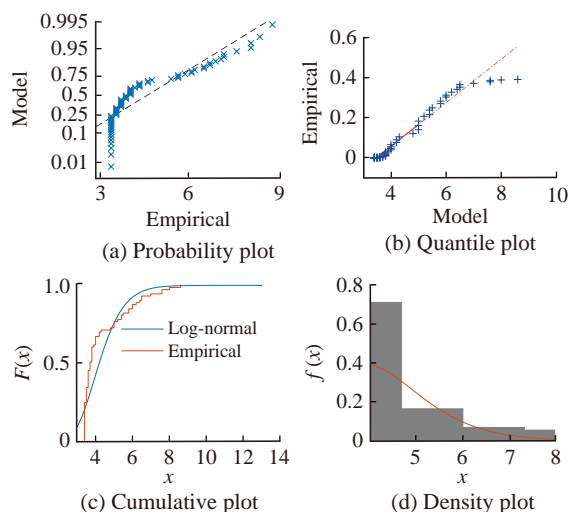 0.995
0.95
0.75
0.5
0.25
0.1
0.01
Model
3
6
9
Empirical
(a) Probability plot
0.6
0.4
0.2
0
Empirical
4
6
8
10
Model
(b) Quantile plot
1.0
0.5
0
F(x)
Log-normal
Empirical
4
6
8
10
12
14
x
(c) Cumulative plot
0.8
0.6
0.4
0.2
0
f (x)
5
6
7
8
x
(d) Density plot